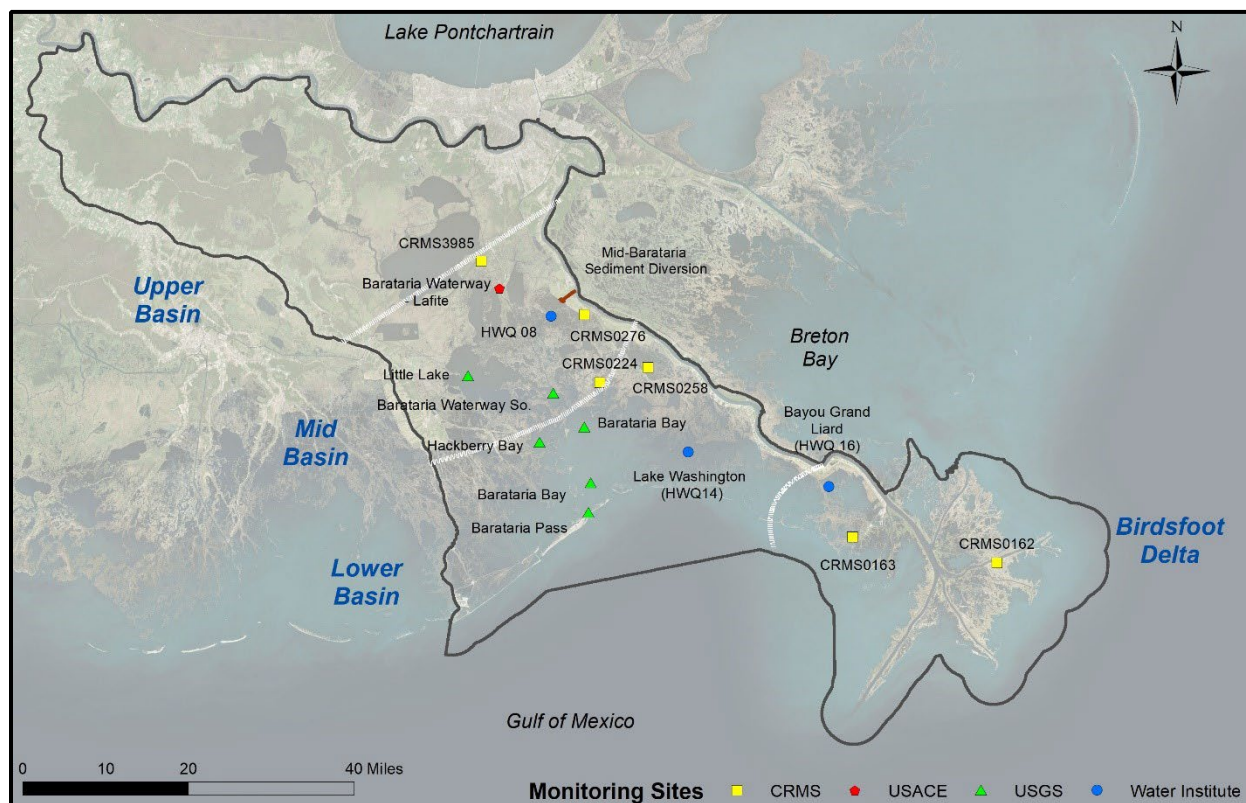 Lake Pontchartrain
N
CRMS3985
Mid-Barataria
Sediment Diversion
Barataria Waterway
- Lafite
Upper
Basin
HWQ 08
CRMS0276
Breton
Bay
CRMS0224
Little Lake
CRMS0258
Barataria Waterway So.
Bayou Grand
Liard
(HWQ 16)
Mid
Basin
Hackberry Bay
Barataria Bay
Lake Washington
(HWQ14)
Barataria Bay
Barataria Pass
Birdsfoot
Delta
CRMS0162
CRMS0163
Lower
Basin
Gulf of Mexico
0 10 20 40 Miles
Monitoring Sites CRMS USACE USGS Water Institute